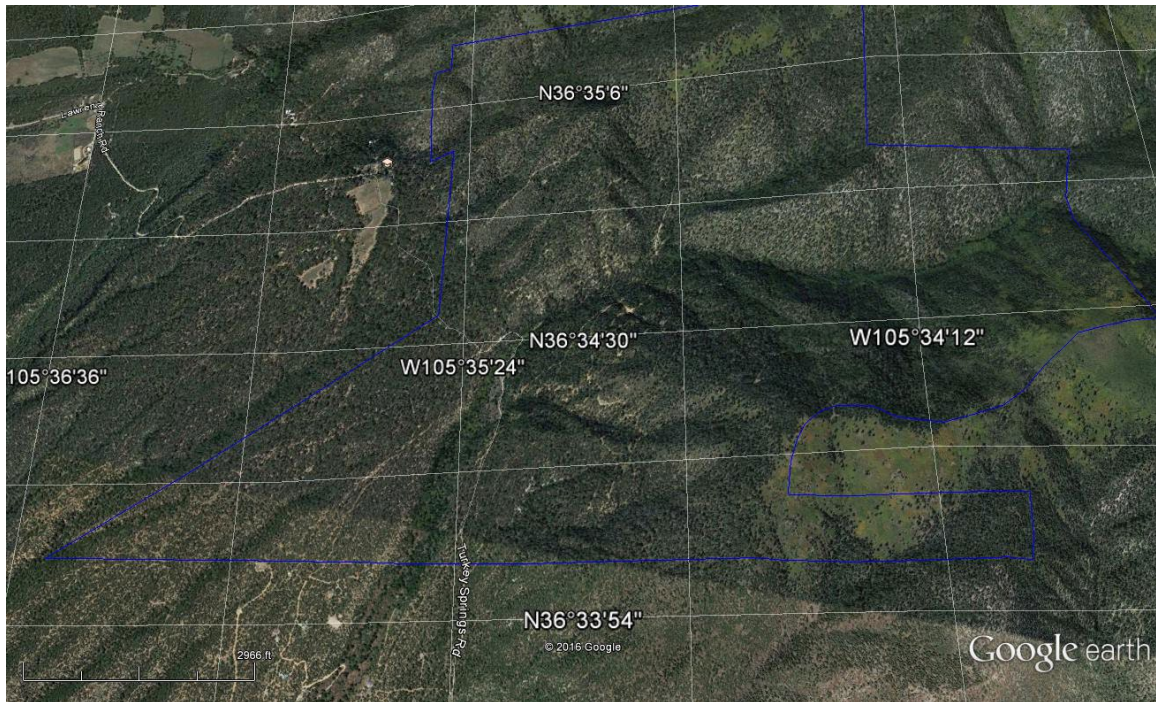 N36°35'6"
Lawren
Ranch Rd
N36°34'30"
W105°34'12"
W105°35'24"
105°36'36"
Turkey Springs Rd
N36°33'54"
© 2016 Google
Google earth
2966 ft